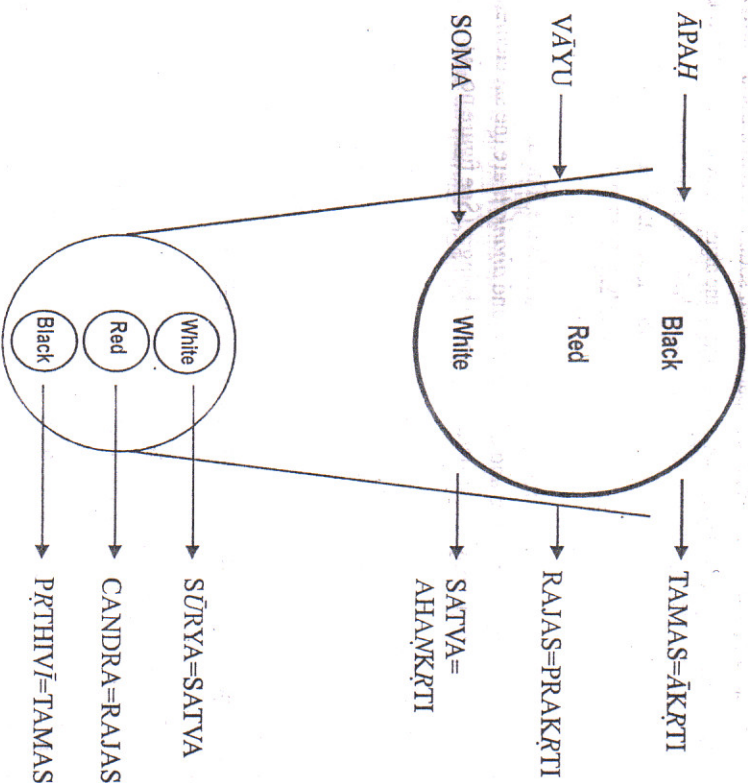 ĀPAḤ Black TAMAS=ĀKṚTI
VĀYU Red RAJAS=PRAKṚTI
SOMA White SATVA=
AHAṄKṚTI
White SŪRYA=SATVA
Red CANDRA=RAJAS
Black PṚTHIVĪ=TAMAS